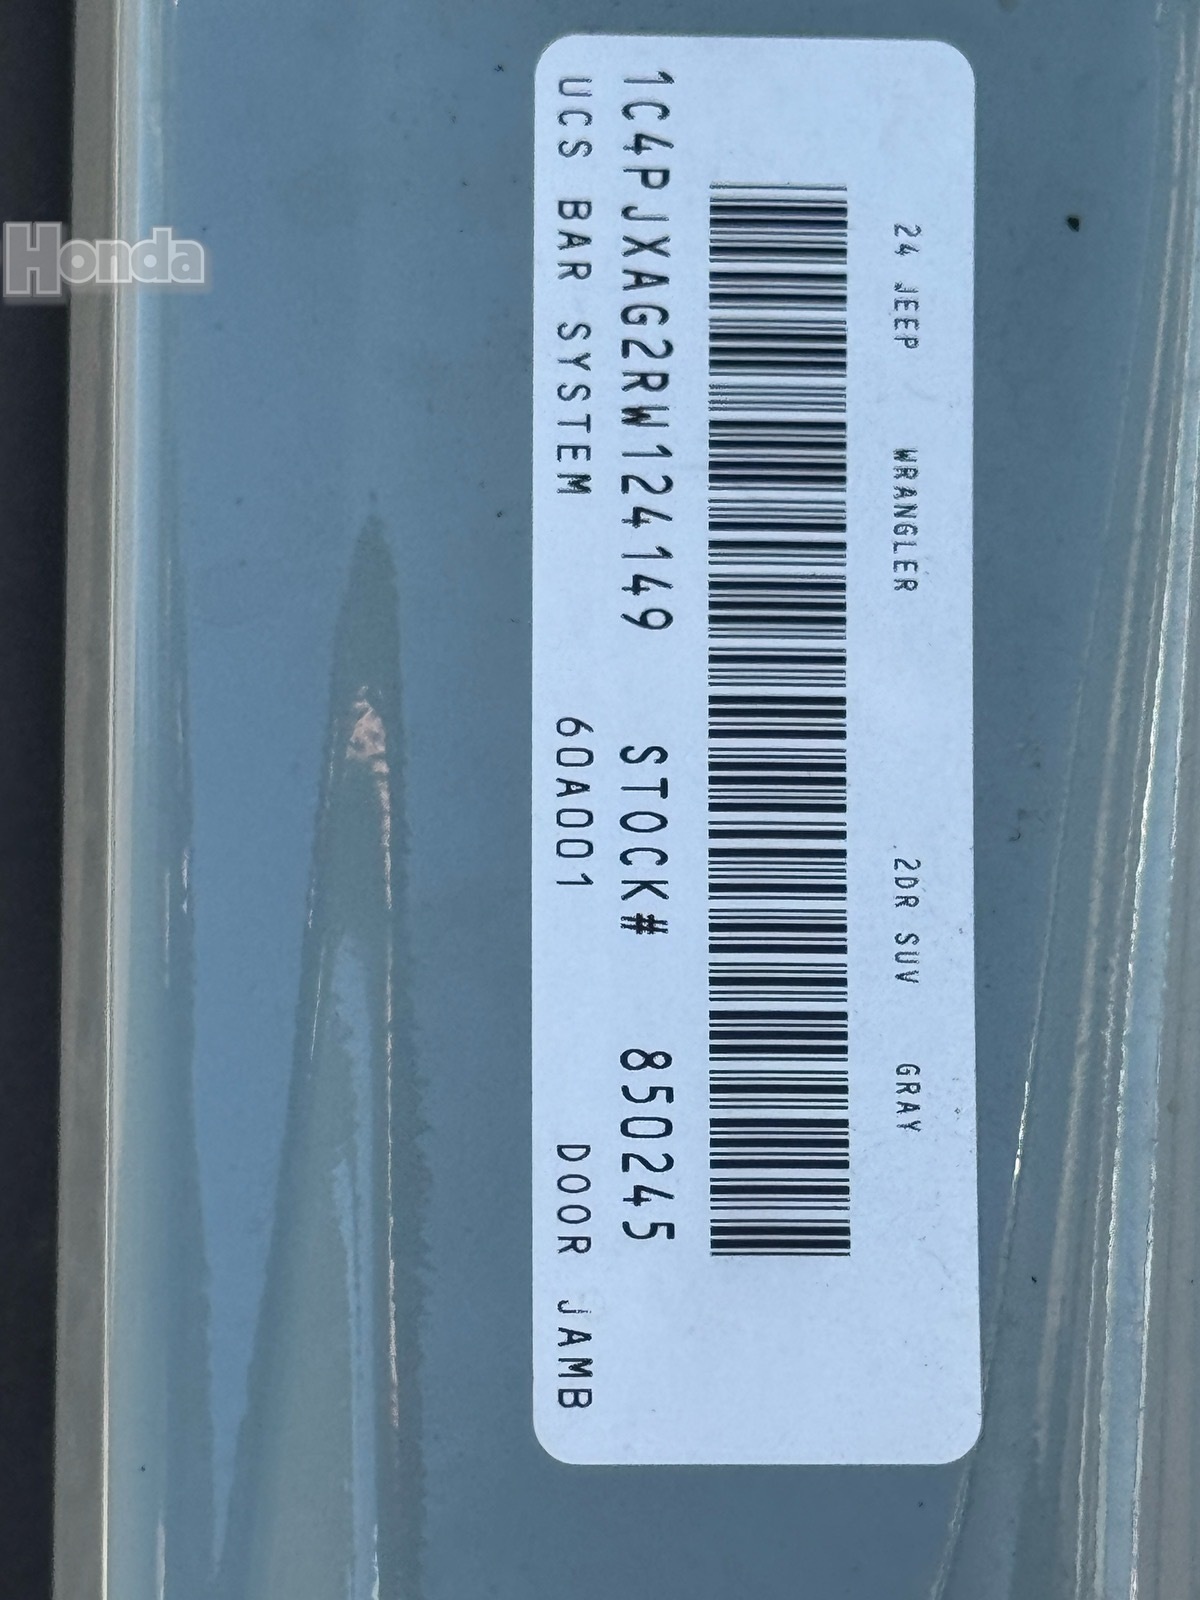 24 JEEP WRANGLER 2DR SUV GRAY
1C4PJXAG2RW124149 STOCK# 850245
UCS BAR SYSTEM 60A001 DOOR JAMB
Honda